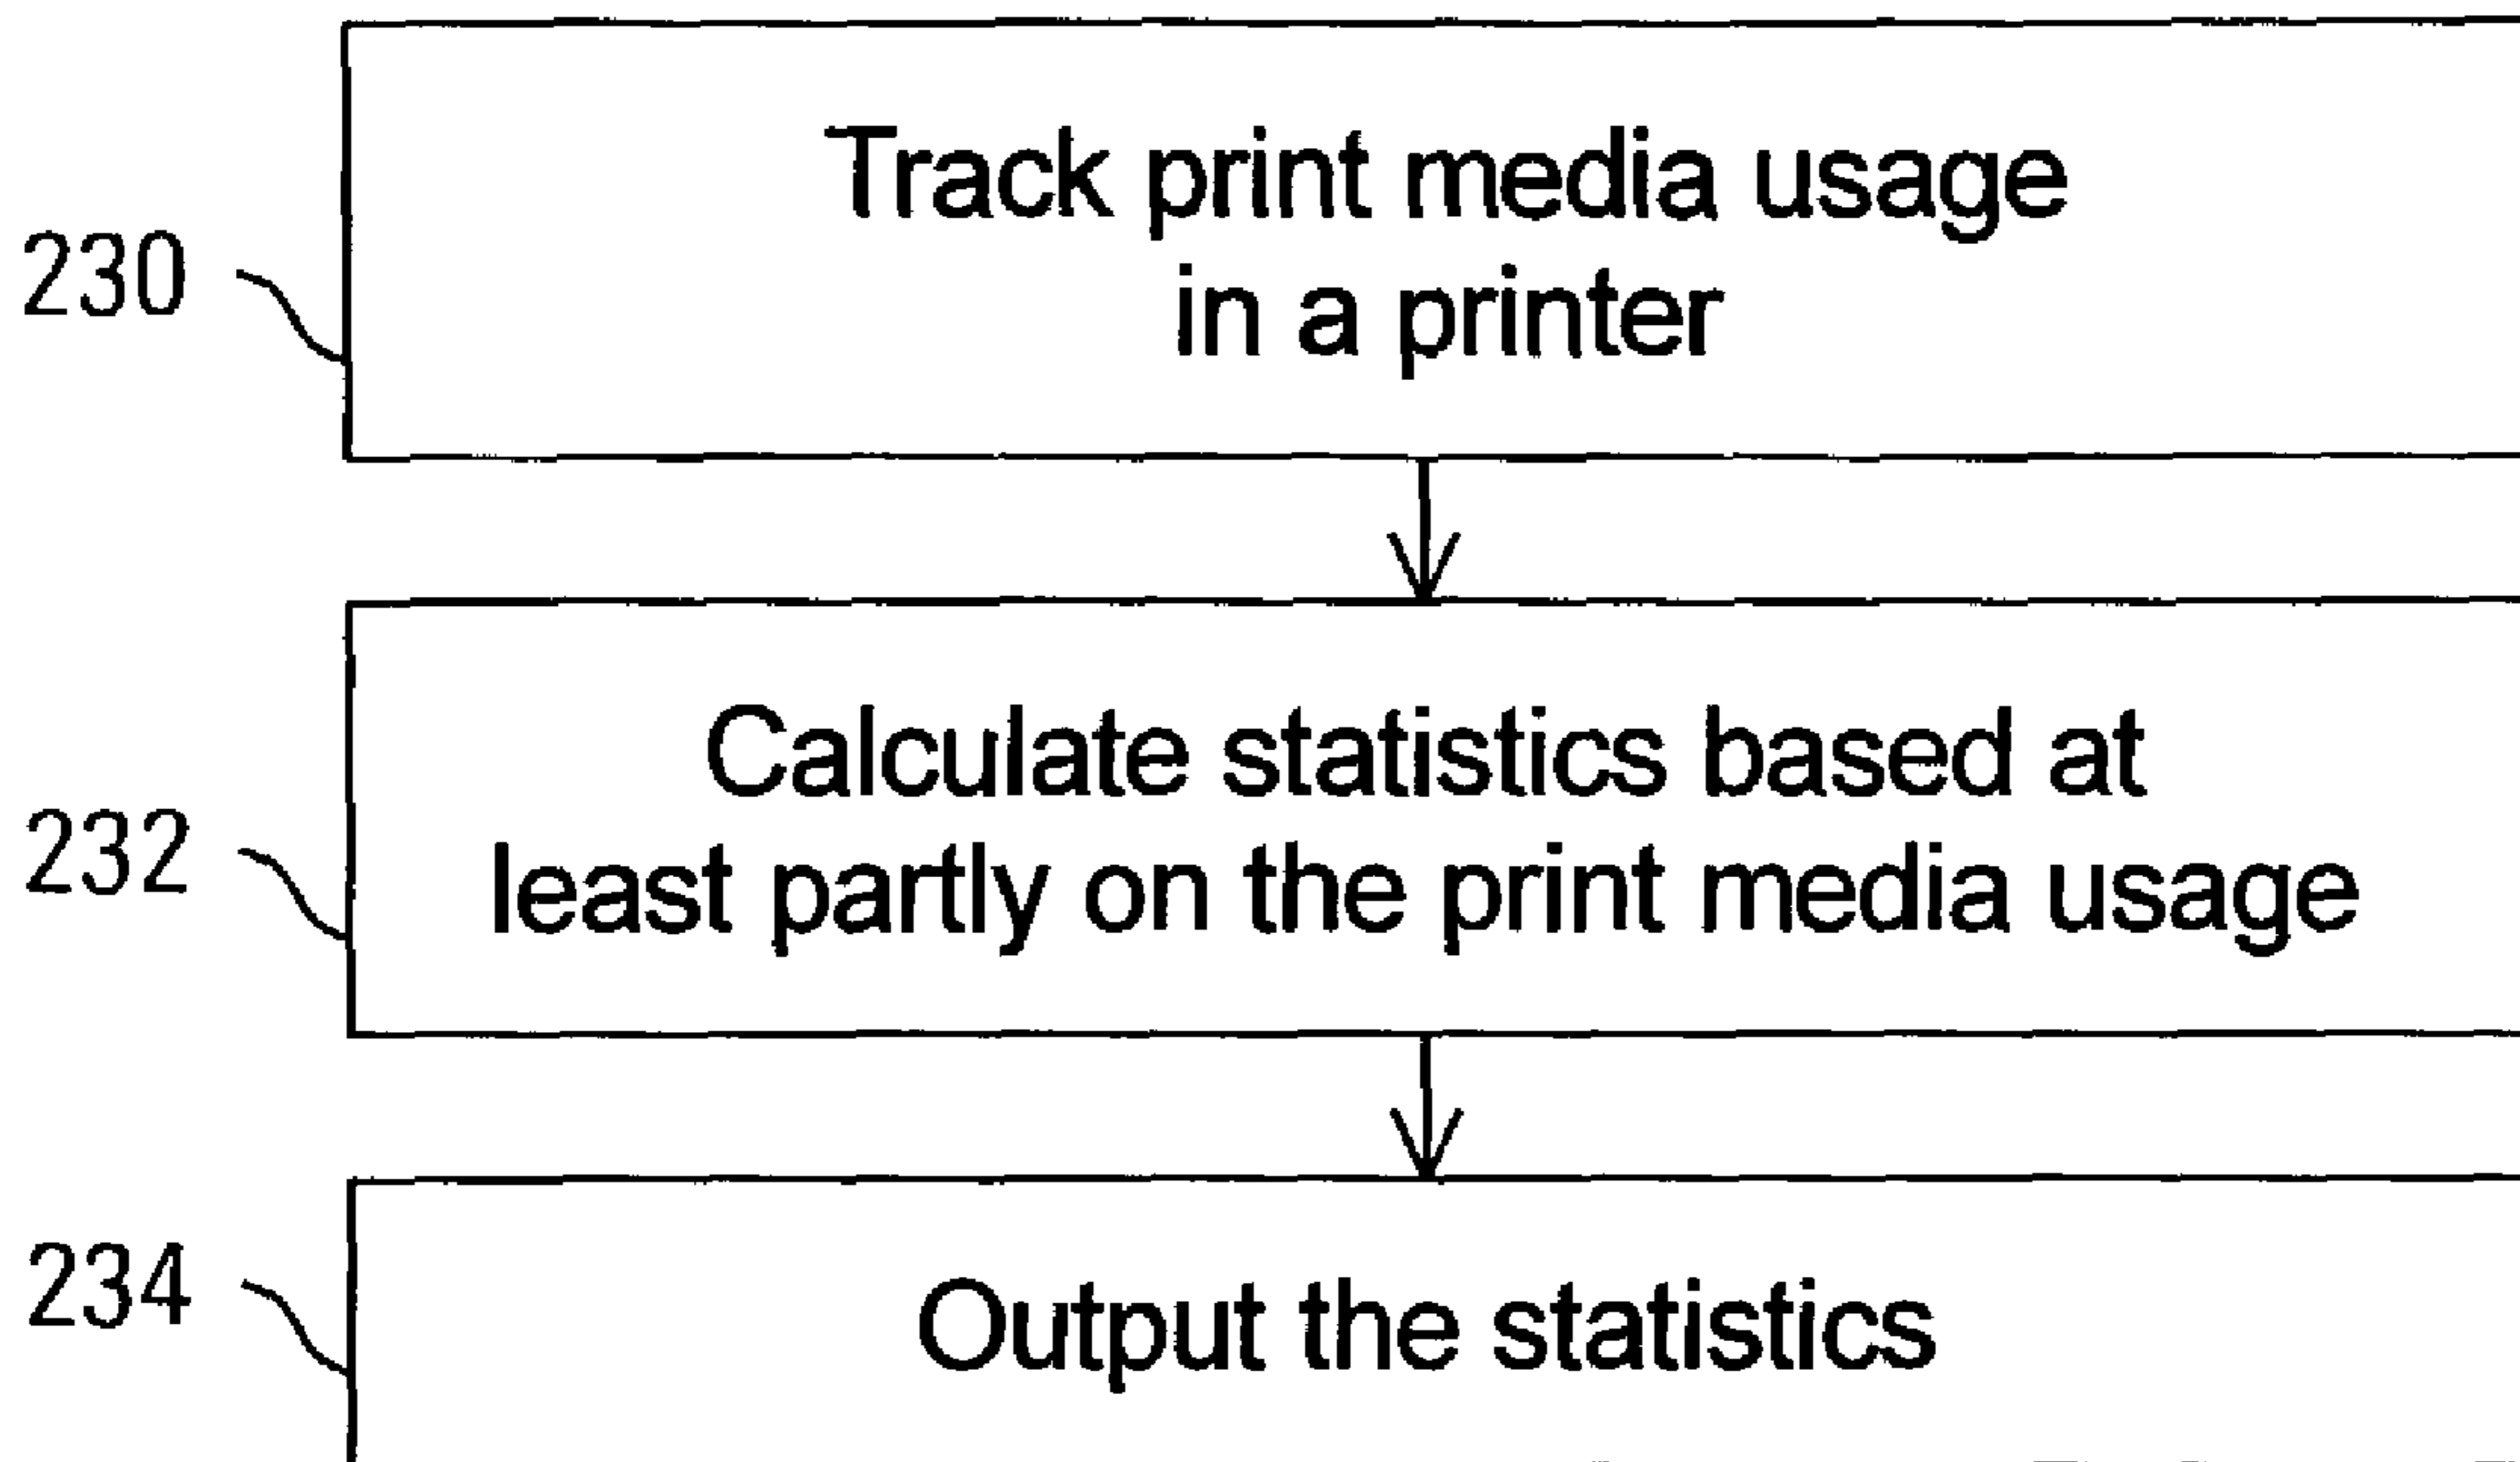 230
Track print media usage
in a printer
232
Calculate statistics based at
least partly on the print media usage
234
Output the statistics